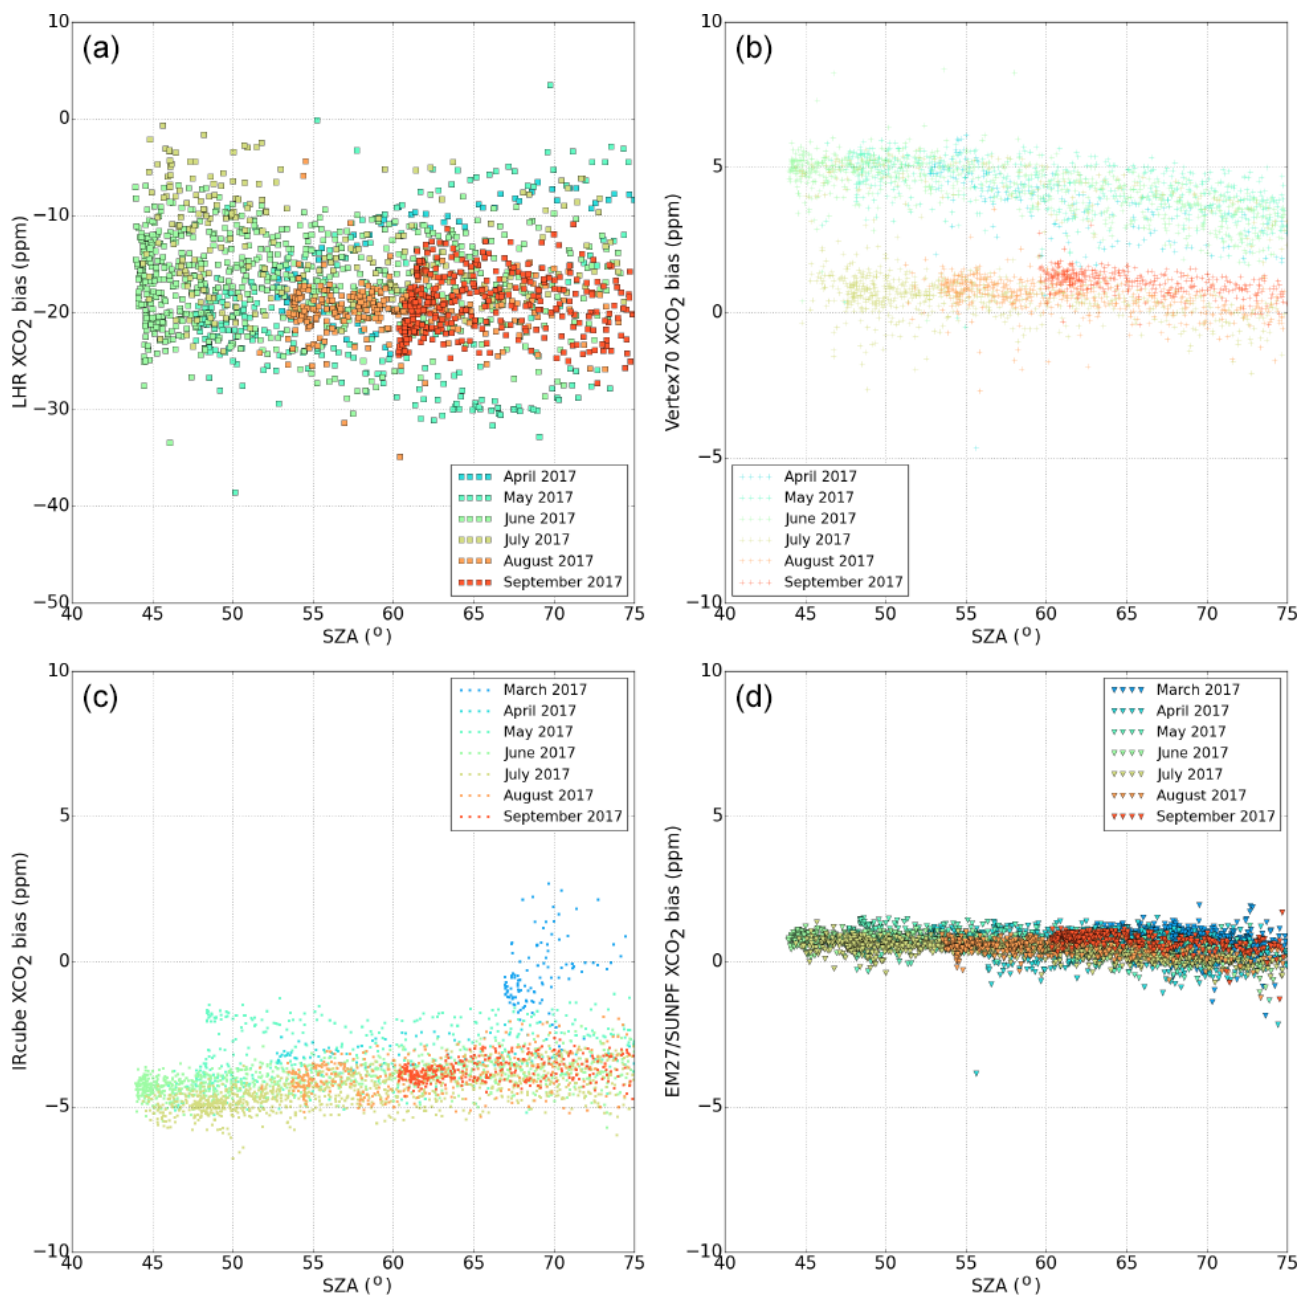 (a)
LHR XCO2 bias (ppm)
10
0
−10
−20
−30
−40
−50
40 45 50 55 60 65 70 75
SZA (o)
April 2017
May 2017
June 2017
July 2017
August 2017
September 2017
(b)
Vertex70 XCO2 bias (ppm)
10
5
0
−5
−10
40 45 50 55 60 65 70 75
SZA (o)
April 2017
May 2017
June 2017
July 2017
August 2017
September 2017
(c)
IRcube XCO2 bias (ppm)
10
5
0
−5
−10
40 45 50 55 60 65 70 75
SZA (o)
March 2017
April 2017
May 2017
June 2017
July 2017
August 2017
September 2017
(d)
EM27/SUNPF XCO2 bias (ppm)
10
5
0
−5
−10
40 45 50 55 60 65 70 75
SZA (o)
March 2017
April 2017
May 2017
June 2017
July 2017
August 2017
September 2017